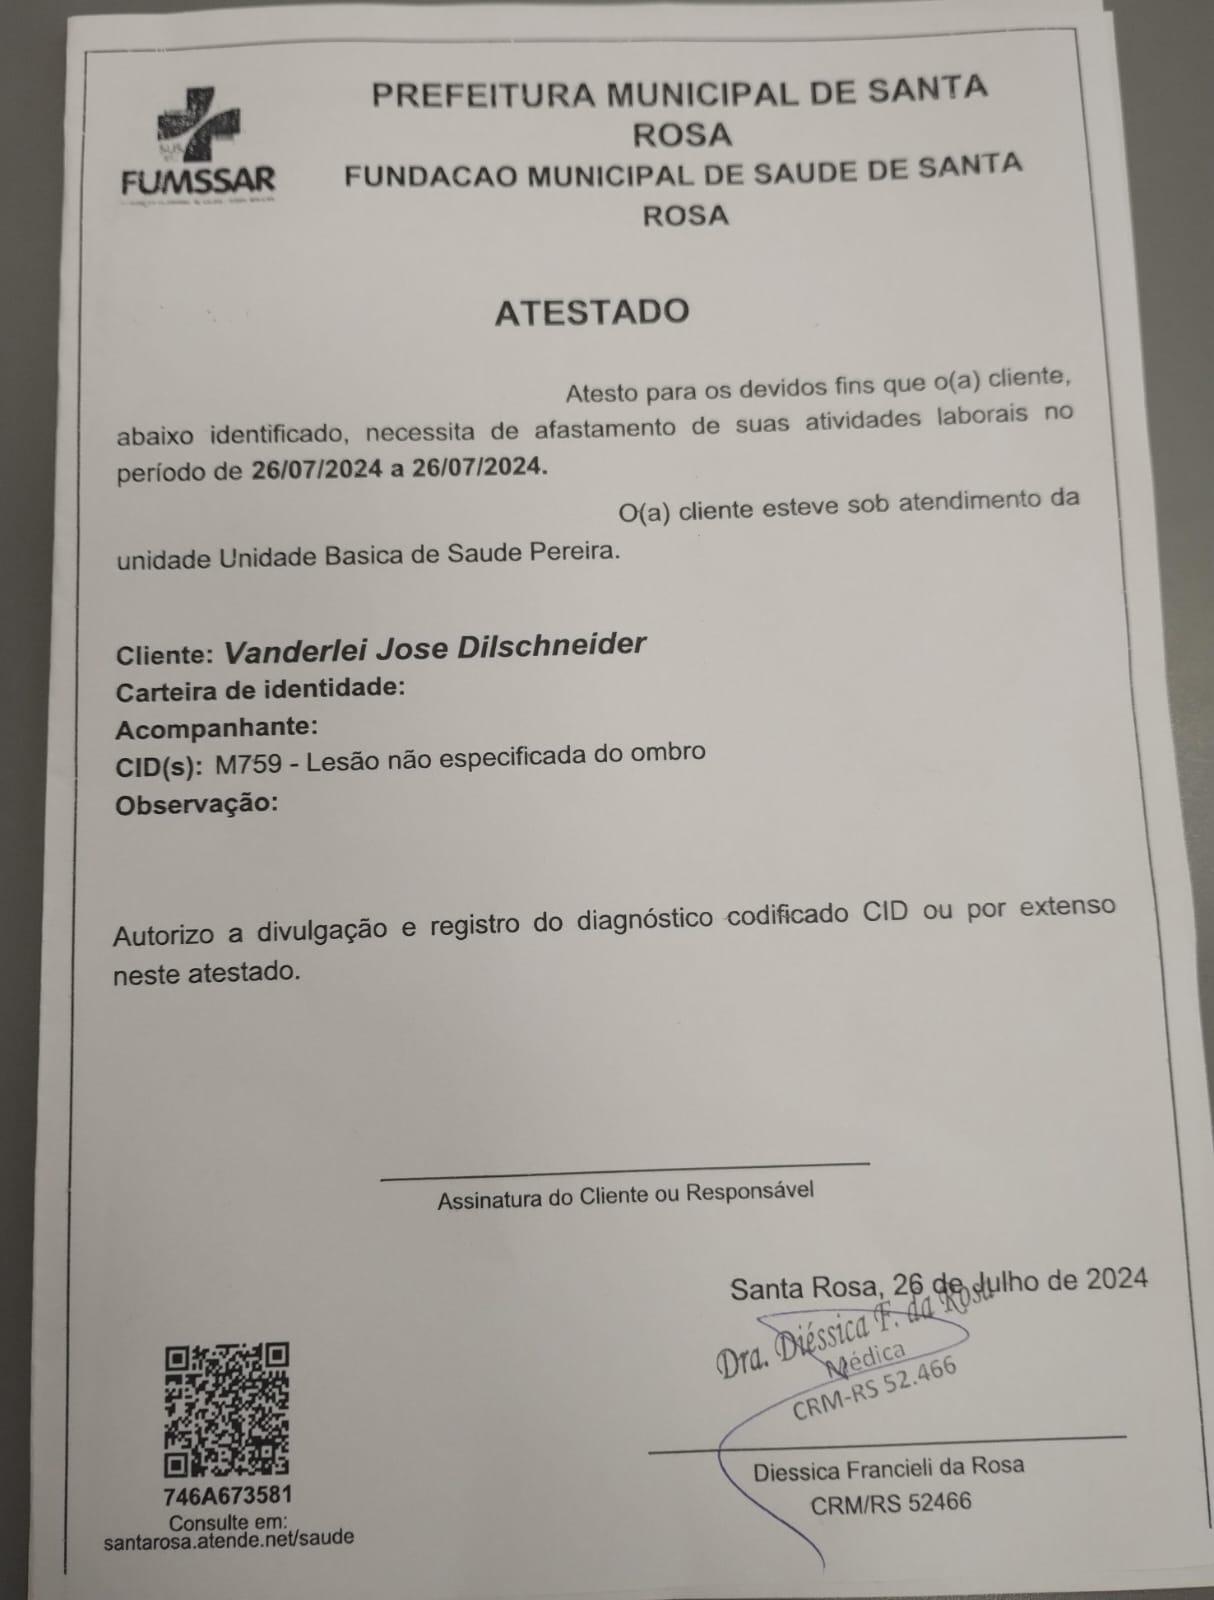 PREFEITURA MUNICIPAL DE SANTA
ROSA
FUNDACAO MUNICIPAL DE SAUDE DE SANTA
ROSA
FUMSSAR
ATESTADO
Atesto para os devidos fins que o(a) cliente,
abaixo identificado, necessita de afastamento de suas atividades laborais no
período de 26/07/2024 a 26/07/2024.
O(a) cliente esteve sob atendimento da
unidade Unidade Basica de Saude Pereira.
Cliente: Vanderlei Jose Dilschneider
Carteira de identidade:
Acompanhante:
CID(s): M759 - Lesão não especificada do ombro
Observação:
Autorizo a divulgação e registro do diagnóstico codificado CID ou por extenso
neste atestado.
Assinatura do Cliente ou Responsável
Santa Rosa, 26 de Julho de 2024
Dra. Diéssica F. da Rosa
Médica
CRM-RS 52.466
Diessica Francieli da Rosa
CRM/RS 52466
746A673581
Consulte em:
santarosa.atende.net/saude